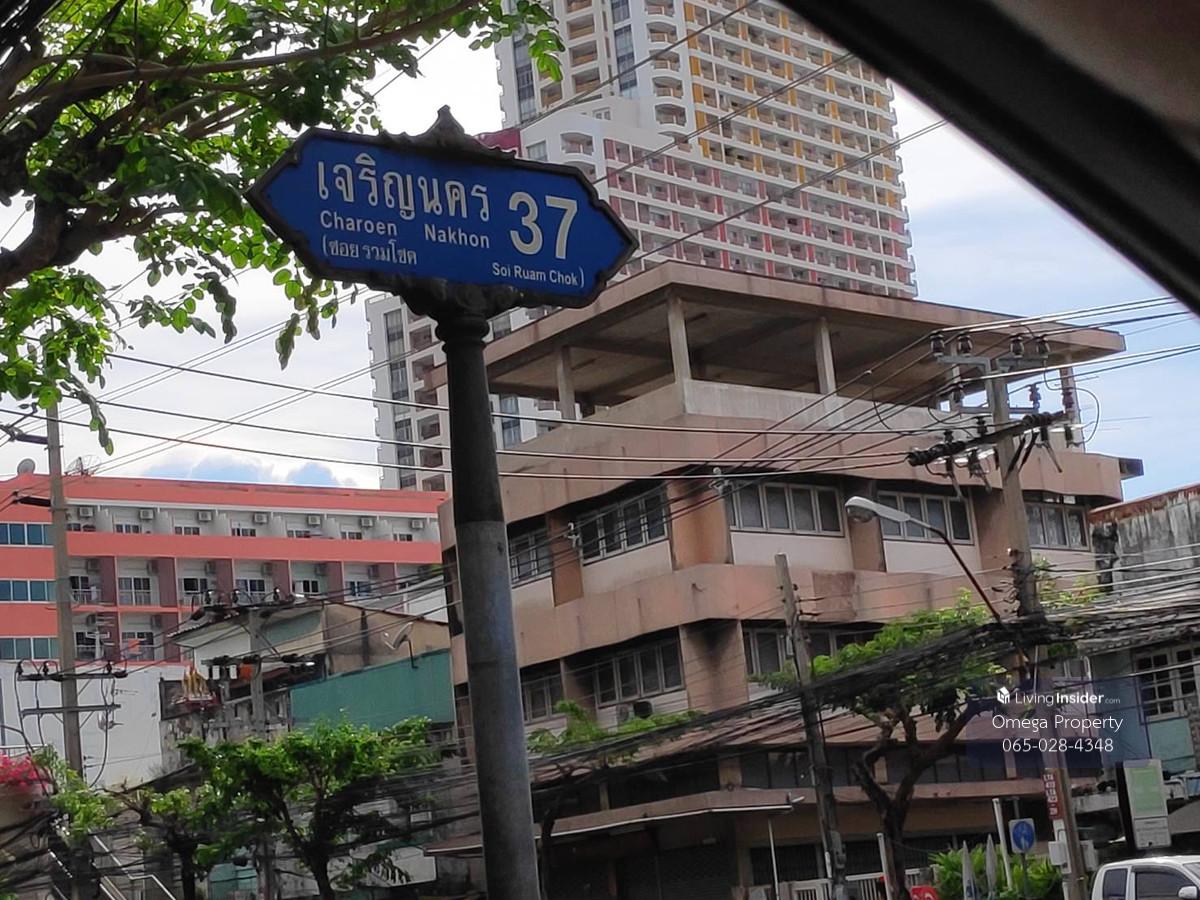 เจริญนคร 37
Charoen Nakhon
(ซอย รวมโชค
Soi Ruam Chok)
LivingInsider.com
Omega Property
065-028-4348